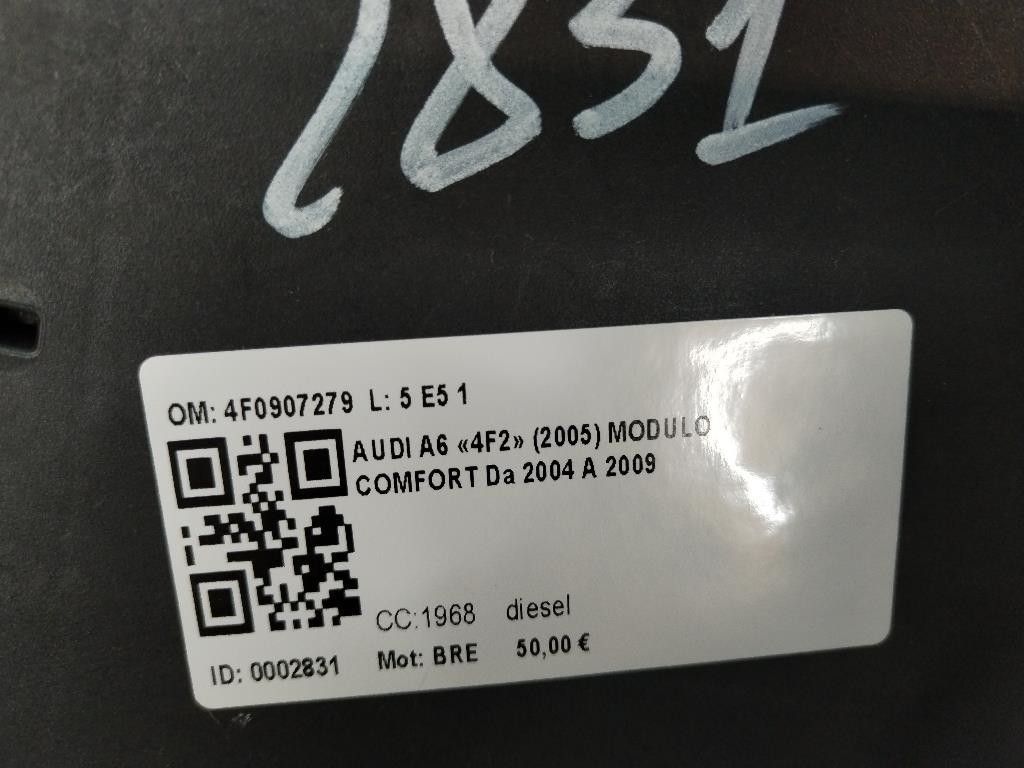 2831
OM: 4F0907279 L: 5 E5 1
AUDI A6 «4F2» (2005) MODULO
COMFORT Da 2004 A 2009
CC:1968 diesel
ID: 0002831 Mot: BRE 50,00 €